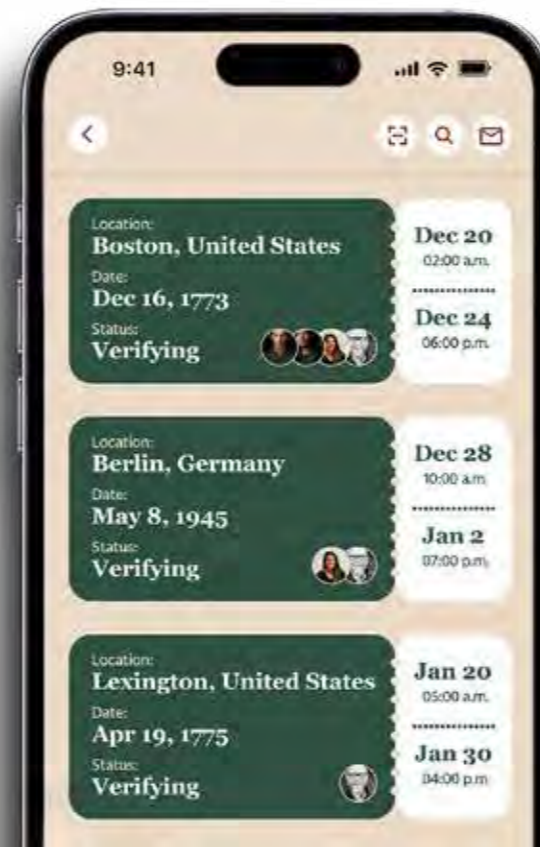 9:41
Location:
Boston, United States
Date:
Dec 16, 1773
Status:
Verifying
Dec 20
02:00 a.m.
Dec 24
06:00 p.m.
Location:
Berlin, Germany
Date:
May 8, 1945
Status:
Verifying
Dec 28
10:00 a.m.
Jan 2
07:00 p.m.
Location:
Lexington, United States
Date:
Apr 19, 1775
Status:
Verifying
Jan 20
05:00 a.m.
Jan 30
04:00 p.m.